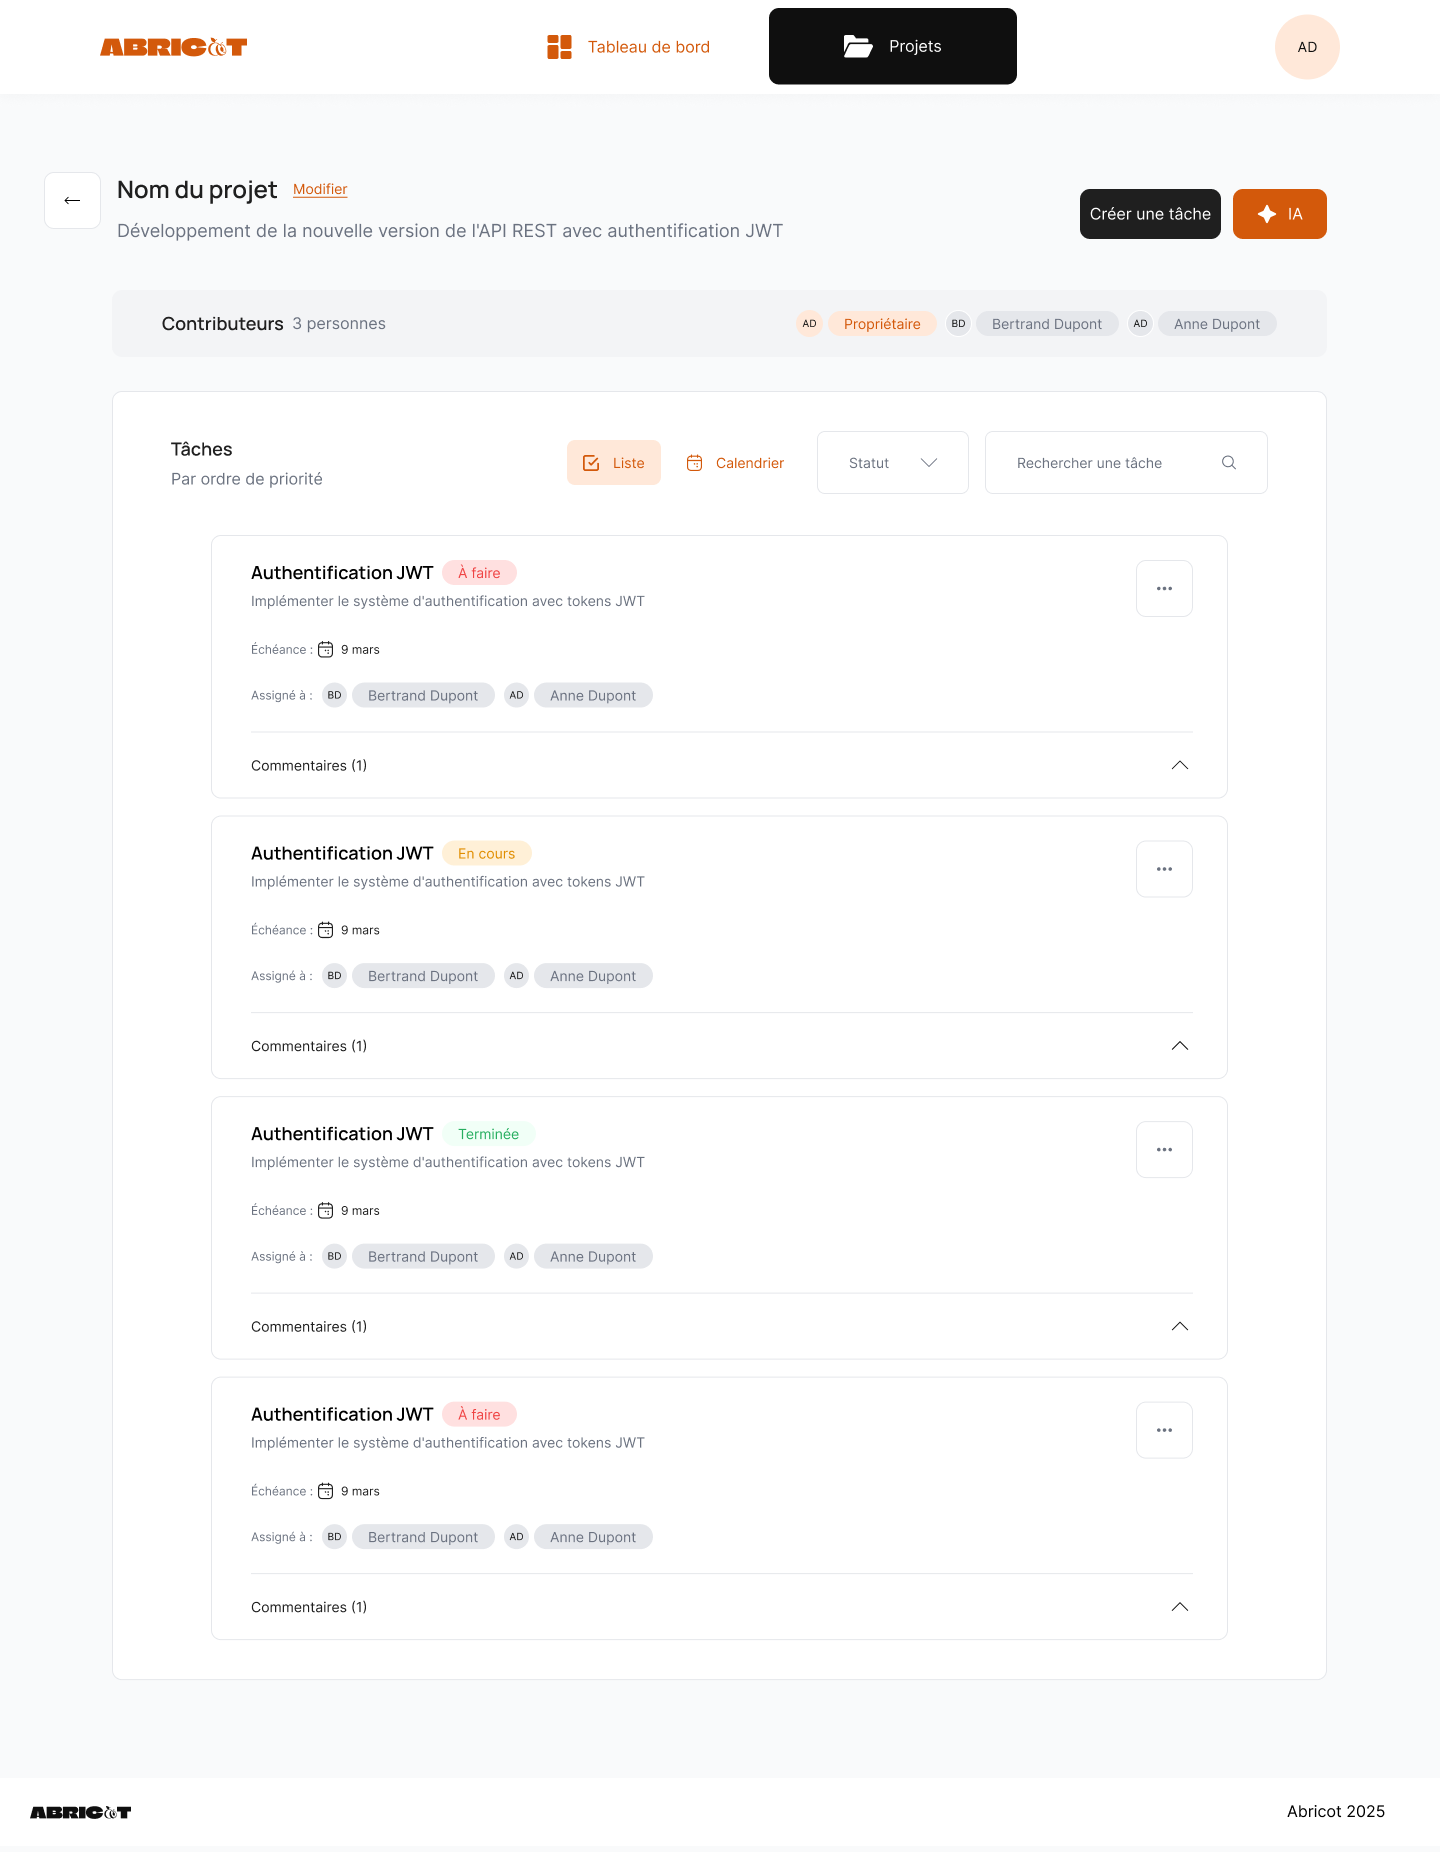 ABRICOT
Tableau de bord
Projets
AD
Nom du projet Modifier
Développement de la nouvelle version de l'API REST avec authentification JWT
Créer une tâche
IA
Contributeurs 3 personnes
AD Propriétaire BD Bertrand Dupont AD Anne Dupont
Tâches
Par ordre de priorité
Liste
Calendrier
Statut
Rechercher une tâche
Authentification JWT À faire
Implémenter le système d'authentification avec tokens JWT
Échéance : 9 mars
Assigné à : BD Bertrand Dupont AD Anne Dupont
Commentaires (1)
Authentification JWT En cours
Implémenter le système d'authentification avec tokens JWT
Échéance : 9 mars
Assigné à : BD Bertrand Dupont AD Anne Dupont
Commentaires (1)
Authentification JWT Terminée
Implémenter le système d'authentification avec tokens JWT
Échéance : 9 mars
Assigné à : BD Bertrand Dupont AD Anne Dupont
Commentaires (1)
Authentification JWT À faire
Implémenter le système d'authentification avec tokens JWT
Échéance : 9 mars
Assigné à : BD Bertrand Dupont AD Anne Dupont
Commentaires (1)
ABRICOT
Abricot 2025